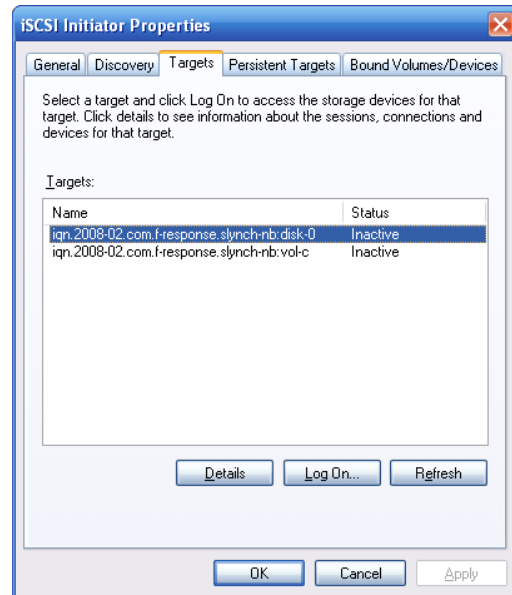 iSCSI Initiator Properties
General Discovery Targets Persistent Targets Bound Volumes/Devices
Select a target and click Log On to access the storage devices for that
target. Click details to see information about the sessions, connections and
devices for that target.
Targets:
Name Status
iqn.2008-02.com.f-response.slynch-nb:disk-0 Inactive
iqn.2008-02.com.f-response.slynch-nb:vol-c Inactive
Details Log On... Refresh
OK Cancel Apply